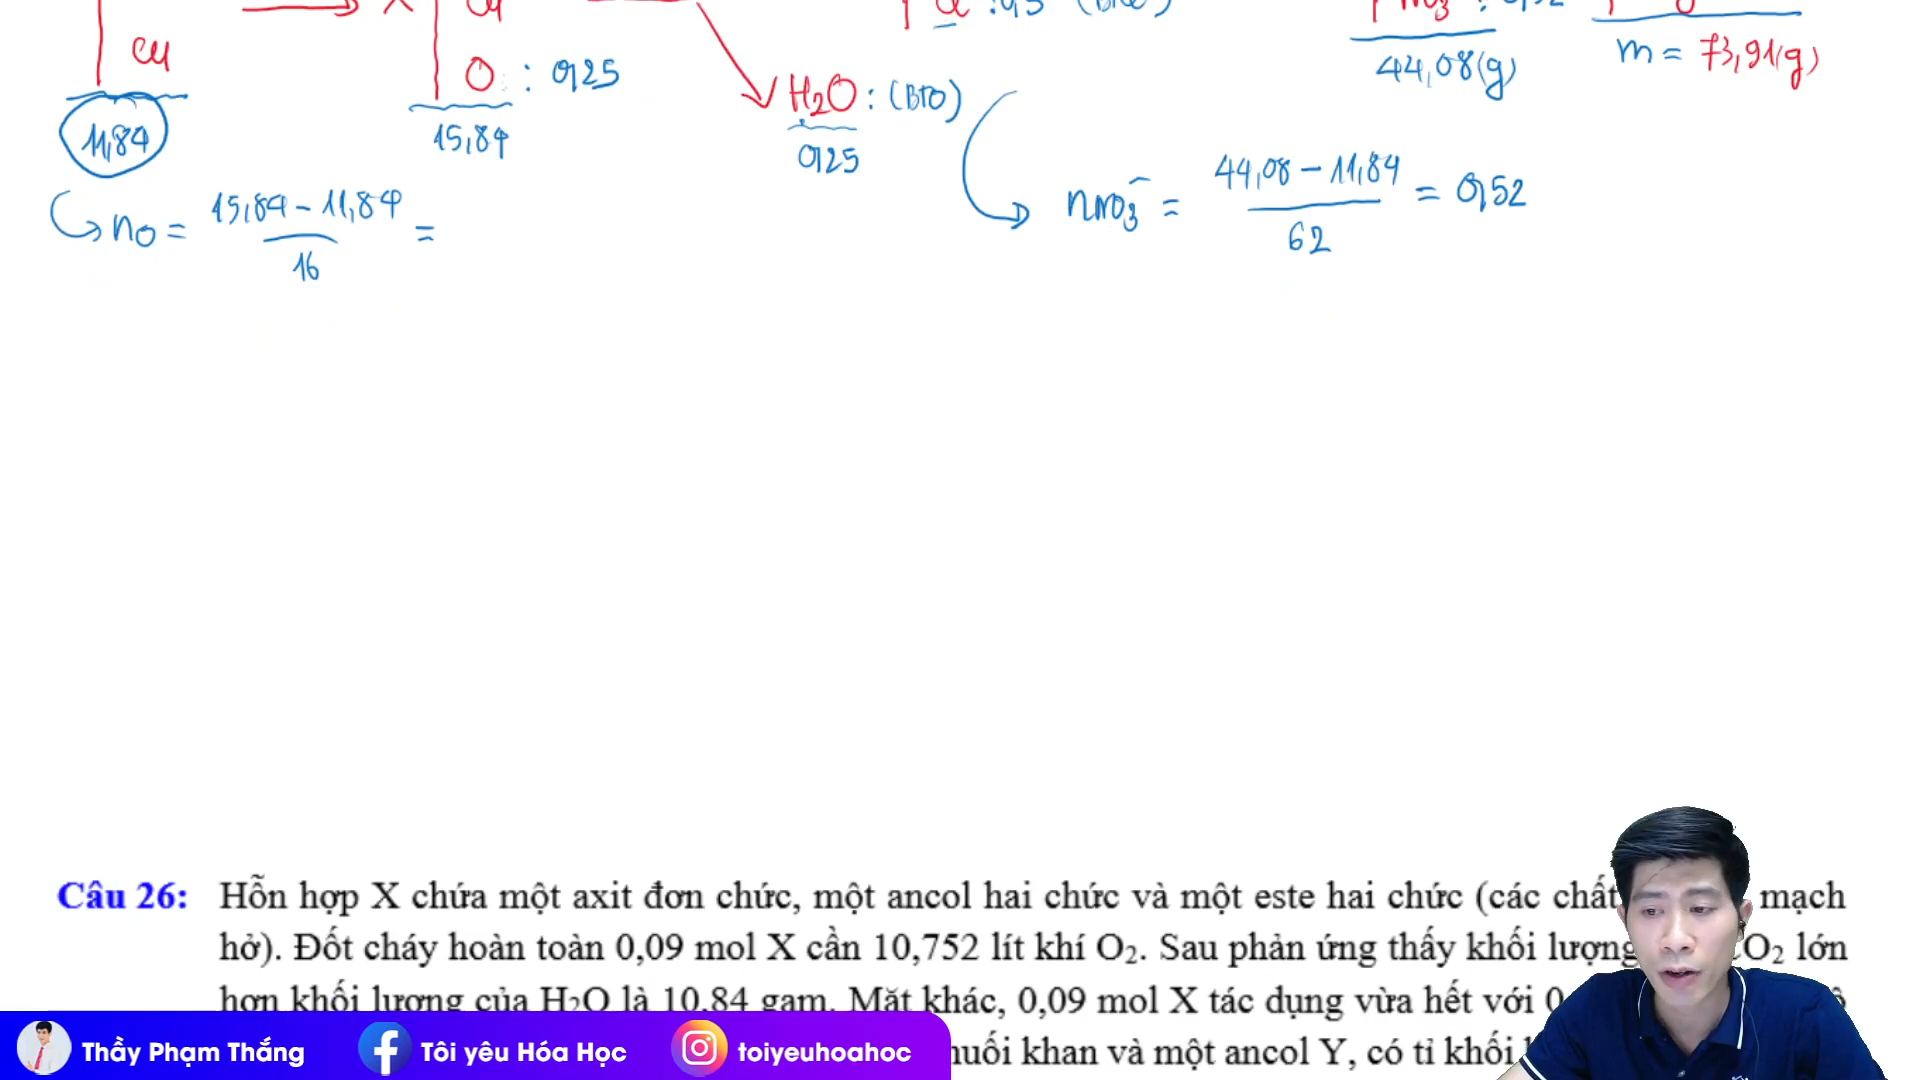 Cu
O : 0,25
11,84
15,84
H₂O : (BTO)
0,25
44,08(g)
m = 73,91(g)
nO = (15,84 - 11,84)/16 =
nNO₃⁻ = (44,08 - 11,84)/62 = 0,52
Câu 26: Hỗn hợp X chứa một axit đơn chức, một ancol hai chức và một este hai chức (các chất mạch
hở). Đốt cháy hoàn toàn 0,09 mol X cần 10,752 lít khí O₂. Sau phản ứng thấy khối lượng CO₂ lớn
hơn khối lượng của H₂O là 10,84 gam. Mặt khác, 0,09 mol X tác dụng vừa hết với
muối khan và một ancol Y, có tỉ khối
Thầy Phạm Thắng
Tôi yêu Hóa Học
toiyeuhoahoc